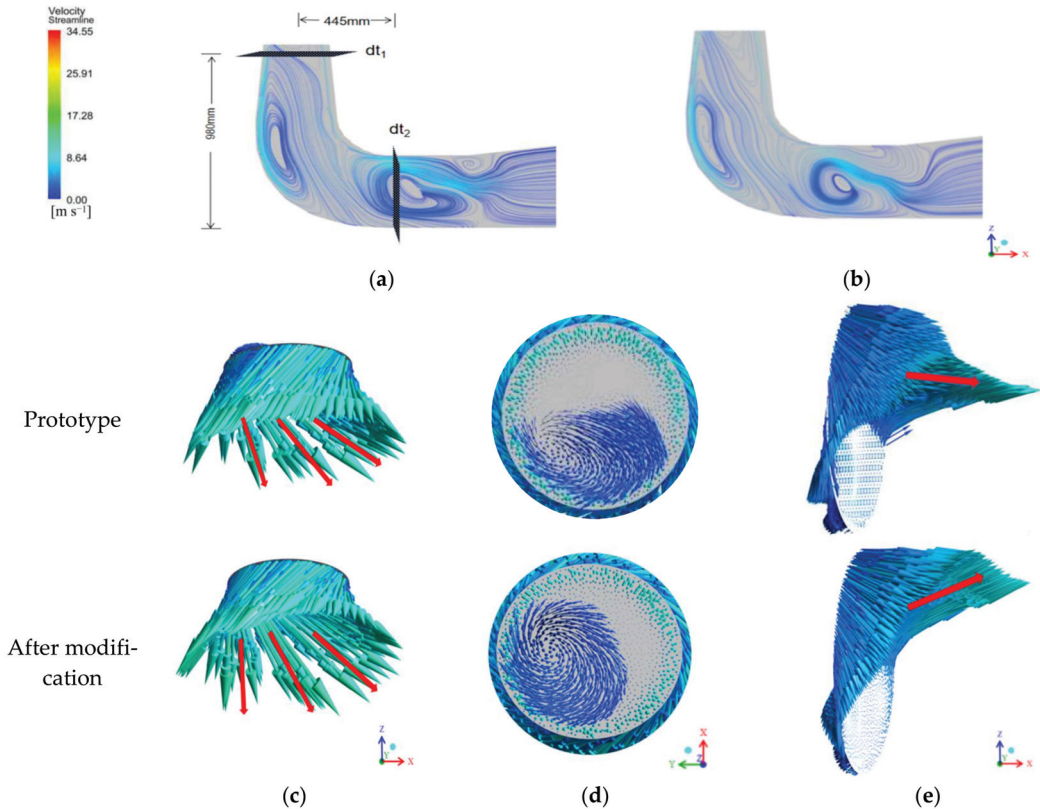 Velocity
Streamline
34.55
25.91
17.28
8.64
0.00
[m s⁻¹]
445mm
dt₁
980mm
dt₂
Z
Y
X
(a)
(b)
Prototype
After modifi-
cation
Z
Y
X
X
Y
Z
Z
Y
X
(c)
(d)
(e)